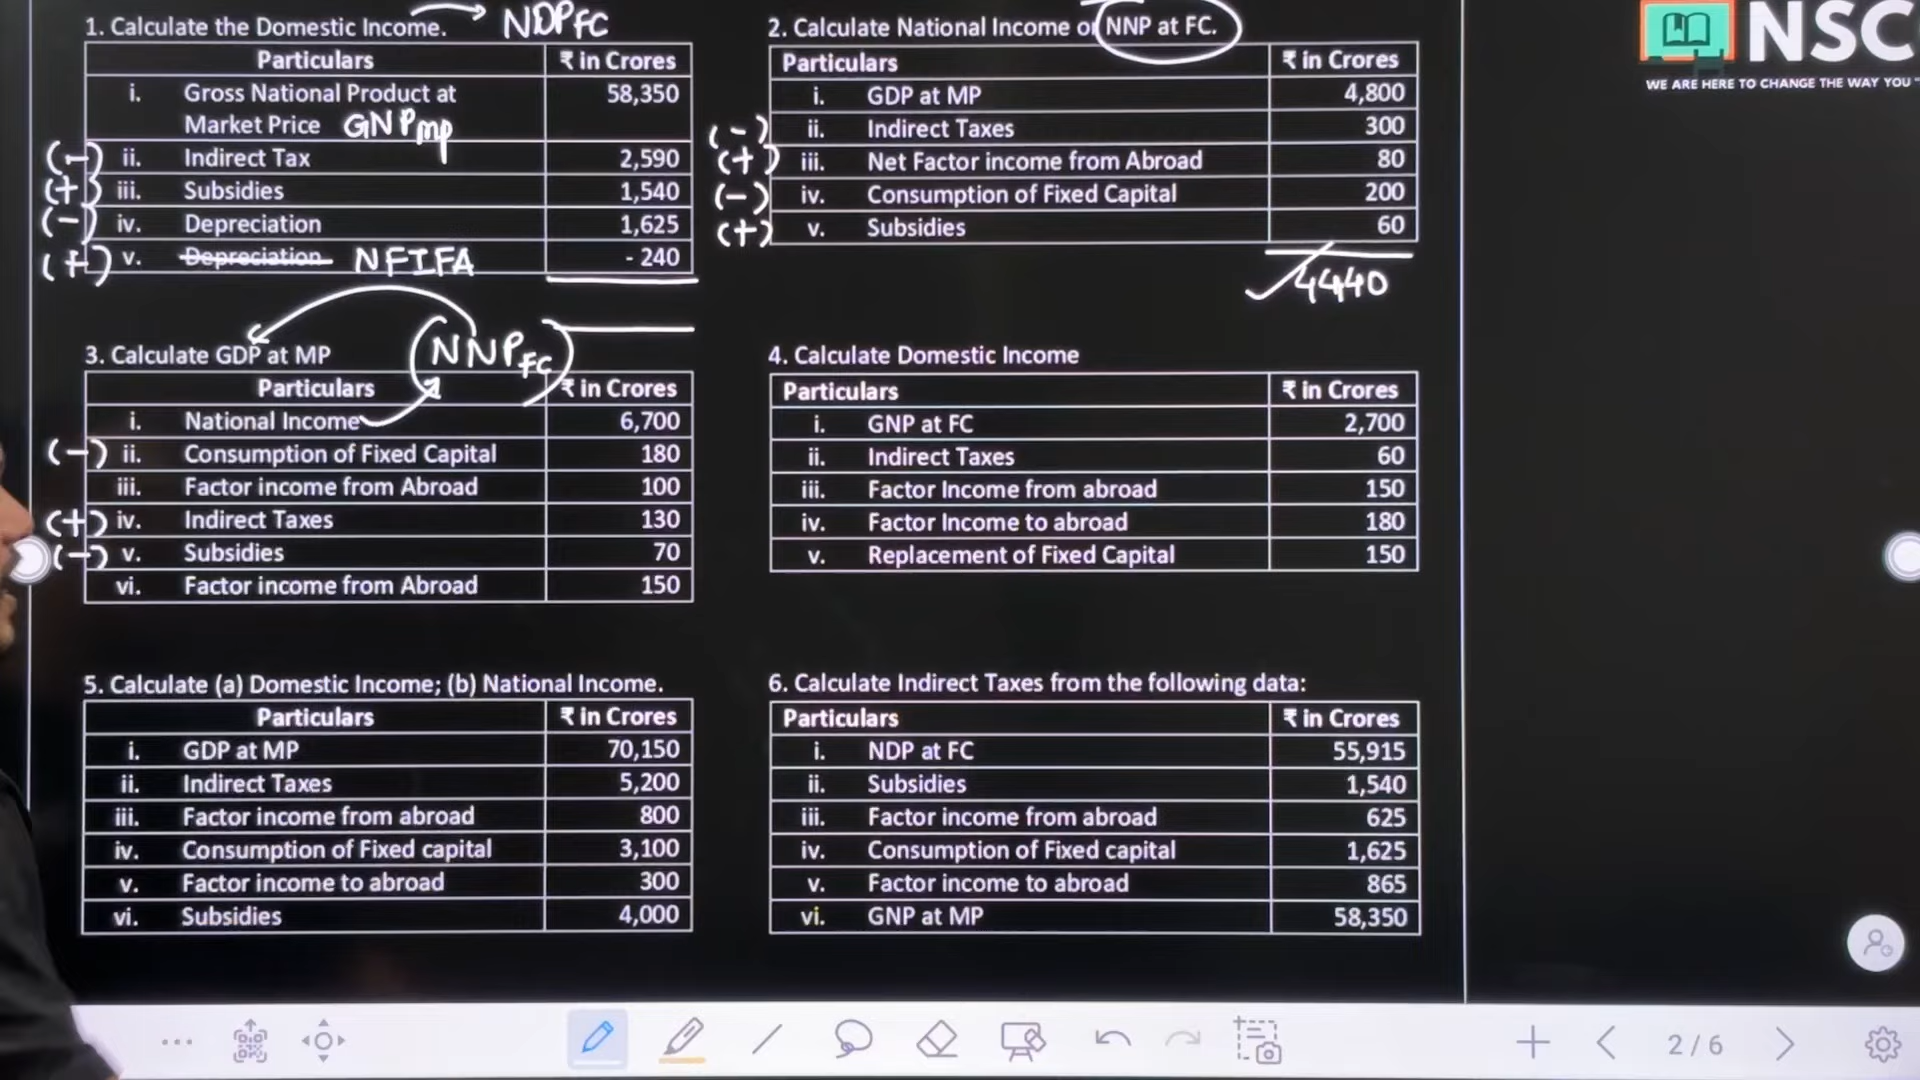 1. Calculate the Domestic Income. NDPFC
Particulars ₹ in Crores
i. Gross National Product at 58,350
Market Price GNPmp
(-) ii. Indirect Tax 2,590
(+) iii. Subsidies 1,540
(-) iv. Depreciation 1,625
(+) v. Depreciation NFIFA - 240
2. Calculate National Income or NNP at FC.
Particulars ₹ in Crores
i. GDP at MP 4,800
(-) ii. Indirect Taxes 300
(+) iii. Net Factor income from Abroad 80
(-) iv. Consumption of Fixed Capital 200
(+) v. Subsidies 60
4440
3. Calculate GDP at MP (NNPFC)
Particulars ₹ in Crores
i. National Income 6,700
(-) ii. Consumption of Fixed Capital 180
iii. Factor income from Abroad 100
(+) iv. Indirect Taxes 130
(-) v. Subsidies 70
vi. Factor income from Abroad 150
4. Calculate Domestic Income
Particulars ₹ in Crores
i. GNP at FC 2,700
ii. Indirect Taxes 60
iii. Factor Income from abroad 150
iv. Factor Income to abroad 180
v. Replacement of Fixed Capital 150
5. Calculate (a) Domestic Income; (b) National Income.
Particulars ₹ in Crores
i. GDP at MP 70,150
ii. Indirect Taxes 5,200
iii. Factor income from abroad 800
iv. Consumption of Fixed capital 3,100
v. Factor income to abroad 300
vi. Subsidies 4,000
6. Calculate Indirect Taxes from the following data:
Particulars ₹ in Crores
i. NDP at FC 55,915
ii. Subsidies 1,540
iii. Factor income from abroad 625
iv. Consumption of Fixed capital 1,625
v. Factor income to abroad 865
vi. GNP at MP 58,350
NSC
WE ARE HERE TO CHANGE THE WAY YOU
2 / 6